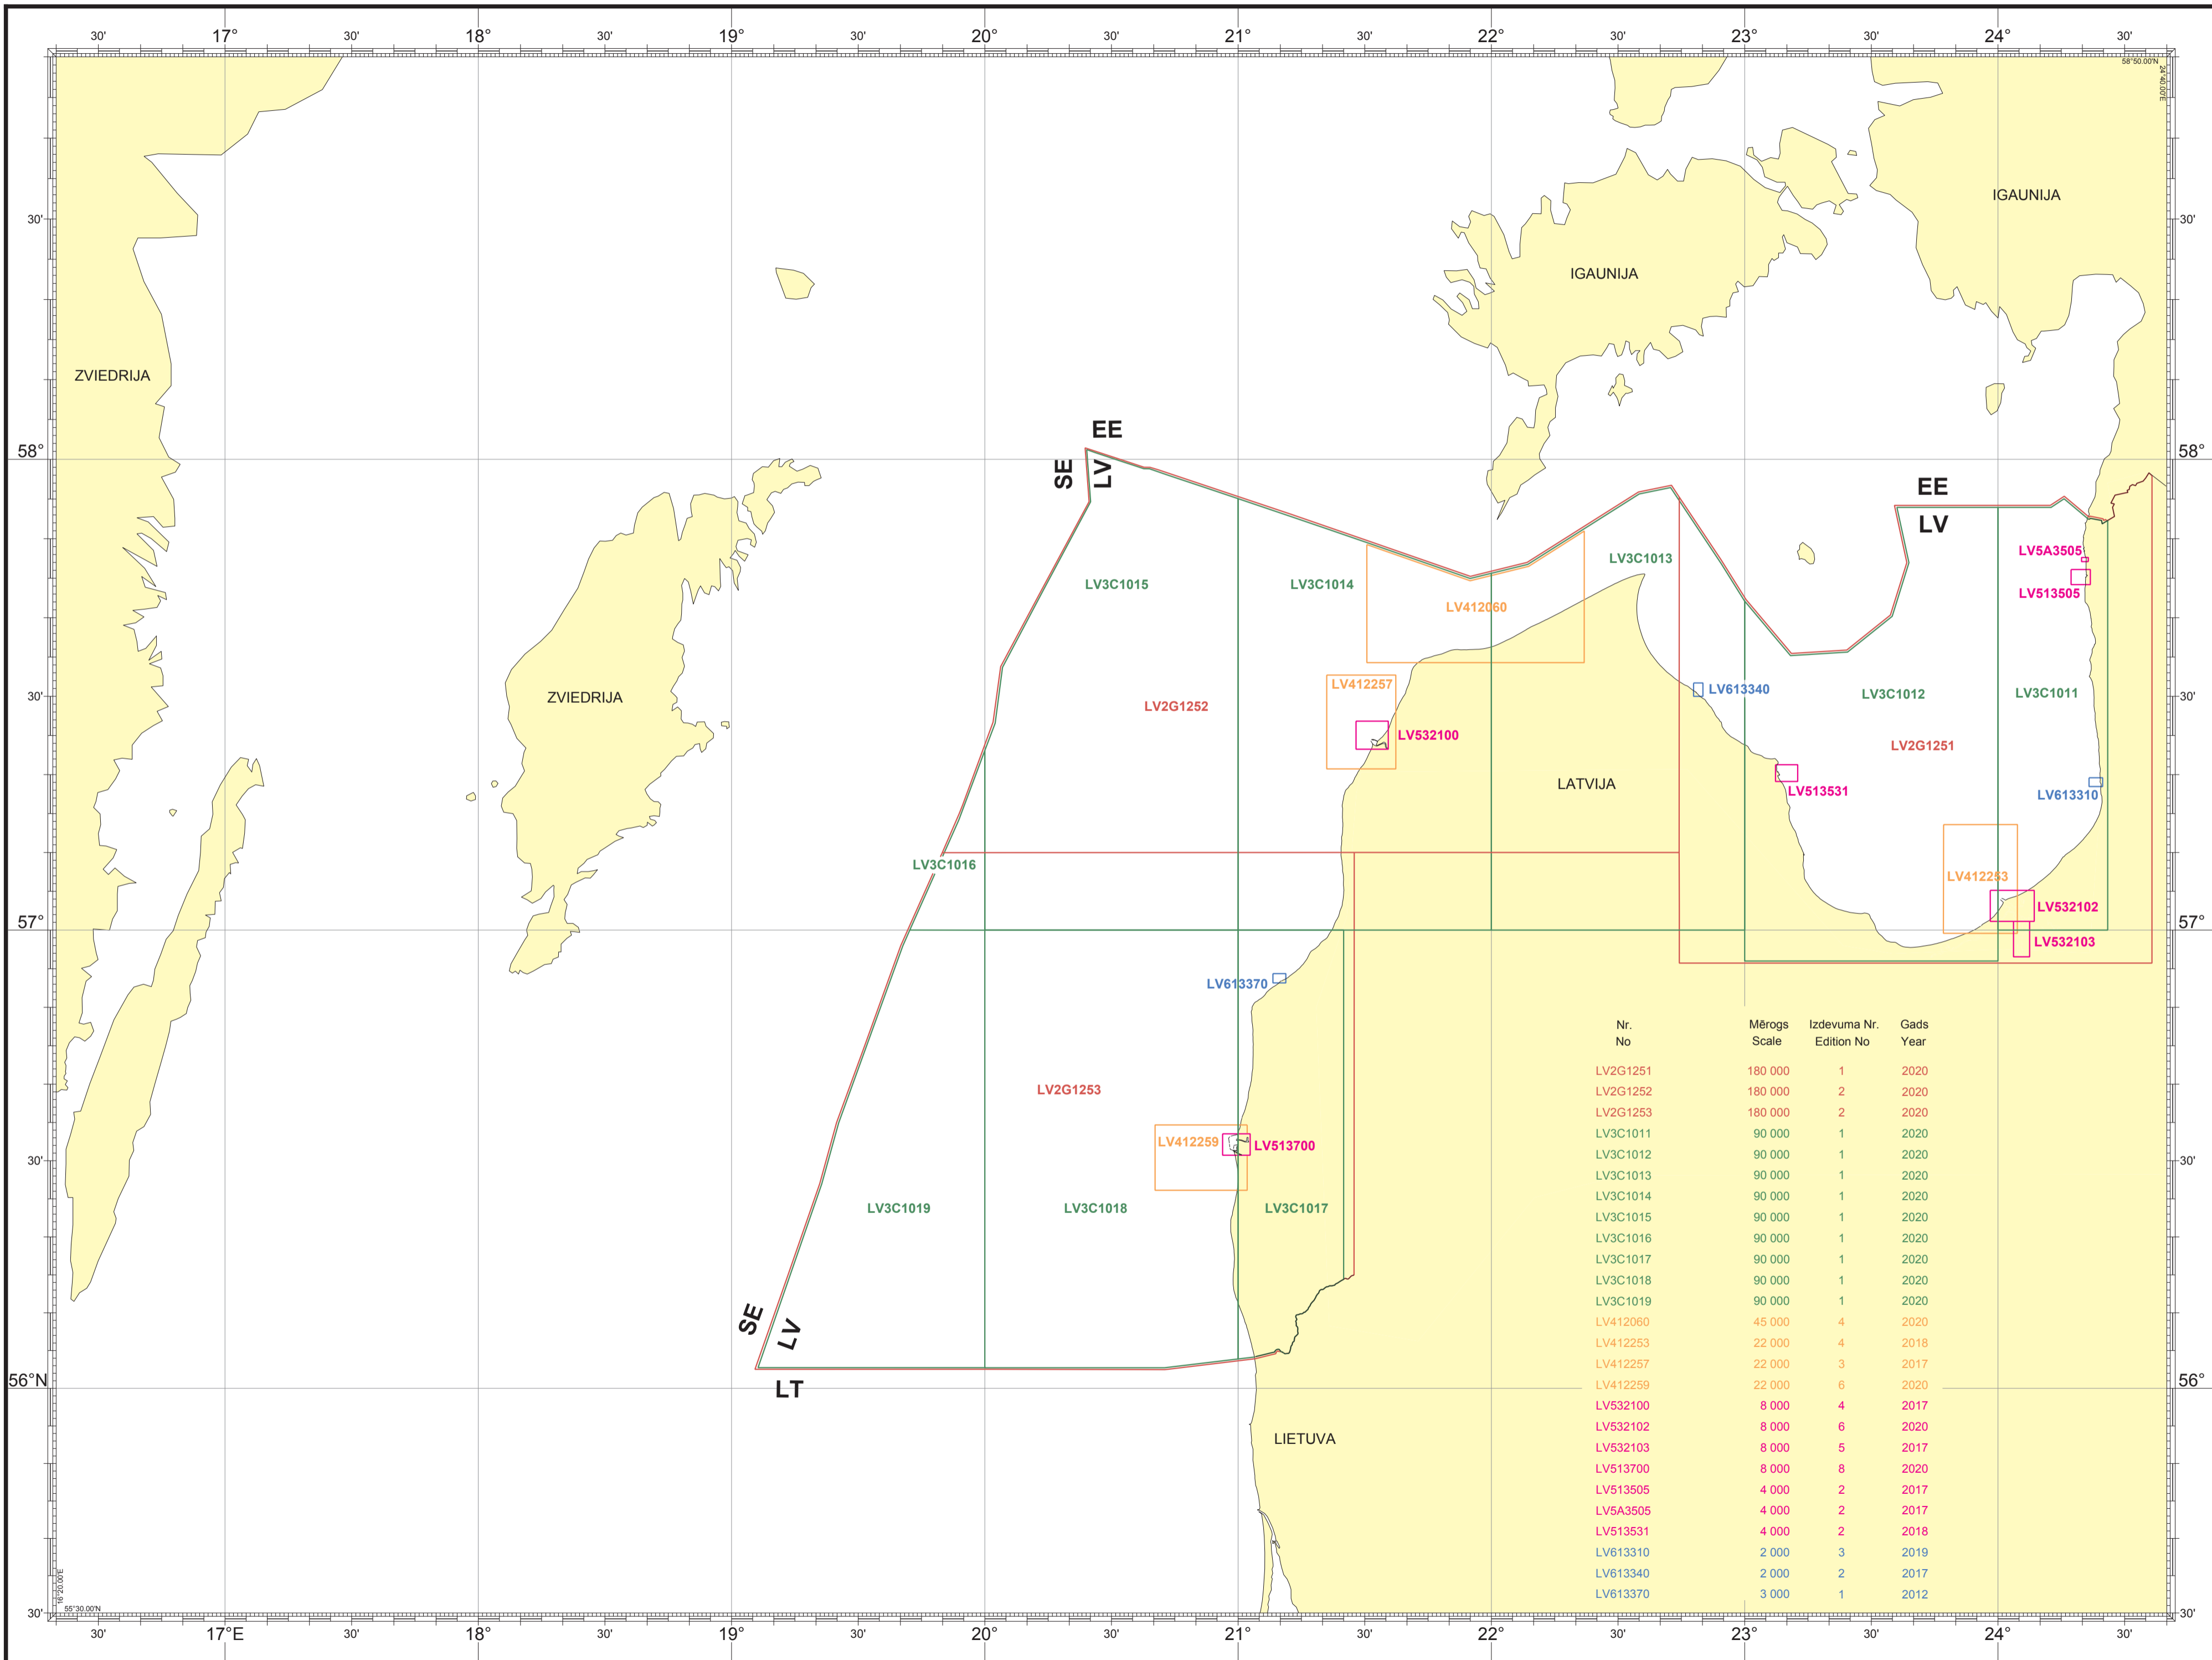 30' 17° 30' 18° 30' 19° 30' 20° 30' 21° 30' 22° 30' 23° 30' 24° 30'
58°50.00'N
24°40.00'E
30' 30'
IGAUNIJA
IGAUNIJA
ZVIEDRIJA
EE
58° 58°
SE
LV
EE
LV
LV5A3505
LV3C1013
LV3C1015
LV3C1014
LV513505
LV412060
LV412257
LV613340
LV3C1012
LV3C1011
30' 30'
ZVIEDRIJA
LV2G1252
LV532100
LV2G1251
LATVIJA
LV513531
LV613310
LV3C1016
LV412253
LV532102
57° 57°
LV532103
LV613370
Nr. Mērogs Izdevuma Nr. Gads
No Scale Edition No Year
LV2G1251 180 000 1 2020
LV2G1252 180 000 2 2020
LV2G1253 180 000 2 2020
LV3C1011 90 000 1 2020
LV3C1012 90 000 1 2020
LV3C1013 90 000 1 2020
LV3C1014 90 000 1 2020
LV3C1015 90 000 1 2020
LV3C1016 90 000 1 2020
LV3C1017 90 000 1 2020
LV3C1018 90 000 1 2020
LV3C1019 90 000 1 2020
LV412060 45 000 4 2020
LV412253 22 000 4 2018
LV412257 22 000 3 2017
LV412259 22 000 6 2020
LV532100 8 000 4 2017
LV532102 8 000 6 2020
LV532103 8 000 5 2017
LV513700 8 000 8 2020
LV513505 4 000 2 2017
LV5A3505 4 000 2 2017
LV513531 4 000 2 2018
LV613310 2 000 3 2019
LV613340 2 000 2 2017
LV613370 3 000 1 2012
LV2G1253
LV412259
LV513700
30' 30'
LV3C1019
LV3C1018
LV3C1017
SE
LV
LT
56°N 56°
LIETUVA
16°20.00'E
55°30.00'N
30' 30'
30' 17°E 30' 18° 30' 19° 30' 20° 30' 21° 30' 22° 30' 23° 30' 24° 30'